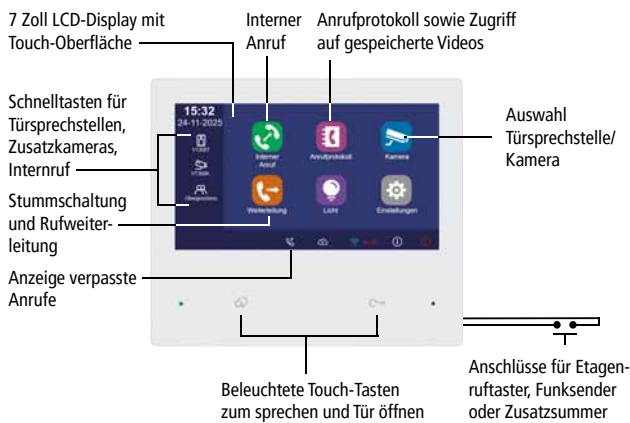 7 Zoll LCD-Display mit
Touch-Oberfläche
Interner
Anruf
Anrufprotokoll sowie Zugriff
auf gespeicherte Videos
Schnelltasten für
Türsprechstellen,
Zusatzkameras,
Internruf
Stummschaltung
und Rufweiter-
leitung
Anzeige verpasste
Anrufe
15:32
24-11-2025
Interner
Anruf
Anrufprotokoll
Kamera
Weiterleitung
Licht
Einstellungen
Auswahl
Türsprechstelle/
Kamera
Beleuchtete Touch-Tasten
zum sprechen und Tür öffnen
Anschlüsse für Etagen-
ruftaster, Funksender
oder Zusatzsummer